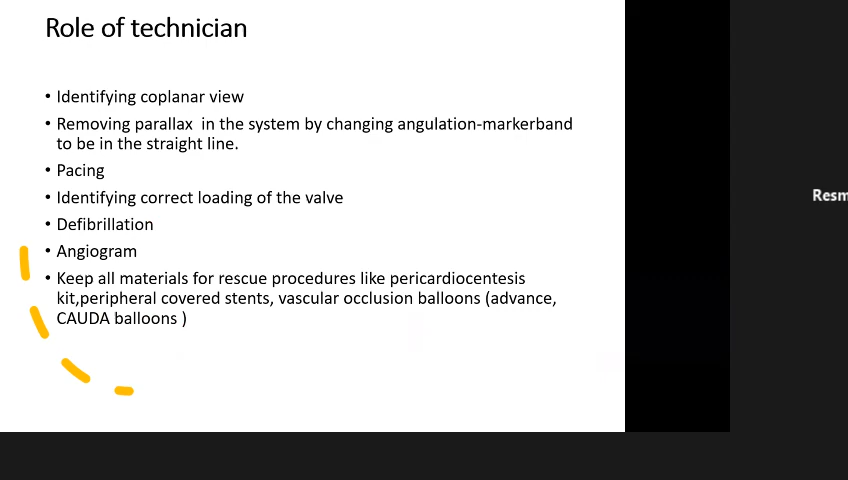 Role of technician
• Identifying coplanar view
• Removing parallax in the system by changing angulation-markerband
to be in the straight line.
• Pacing
• Identifying correct loading of the valve
• Defibrillation
• Angiogram
• Keep all materials for rescue procedures like pericardiocentesis
kit,peripheral covered stents, vascular occlusion balloons (advance,
CAUDA balloons )
Resm